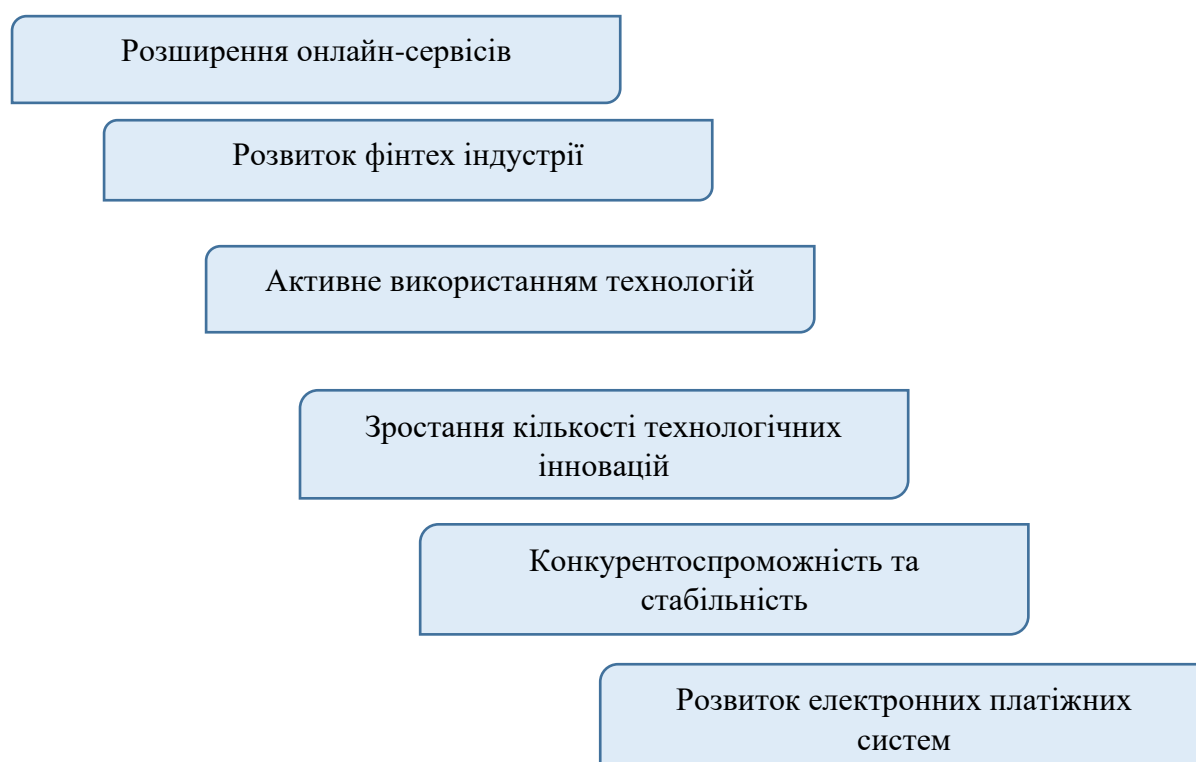 Розширення онлайн-сервісів
Розвиток фінтех індустрії
Активне використанням технологій
Зростання кількості технологічних
інновацій
Конкурентоспроможність та
стабільність
Розвиток електронних платіжних
систем